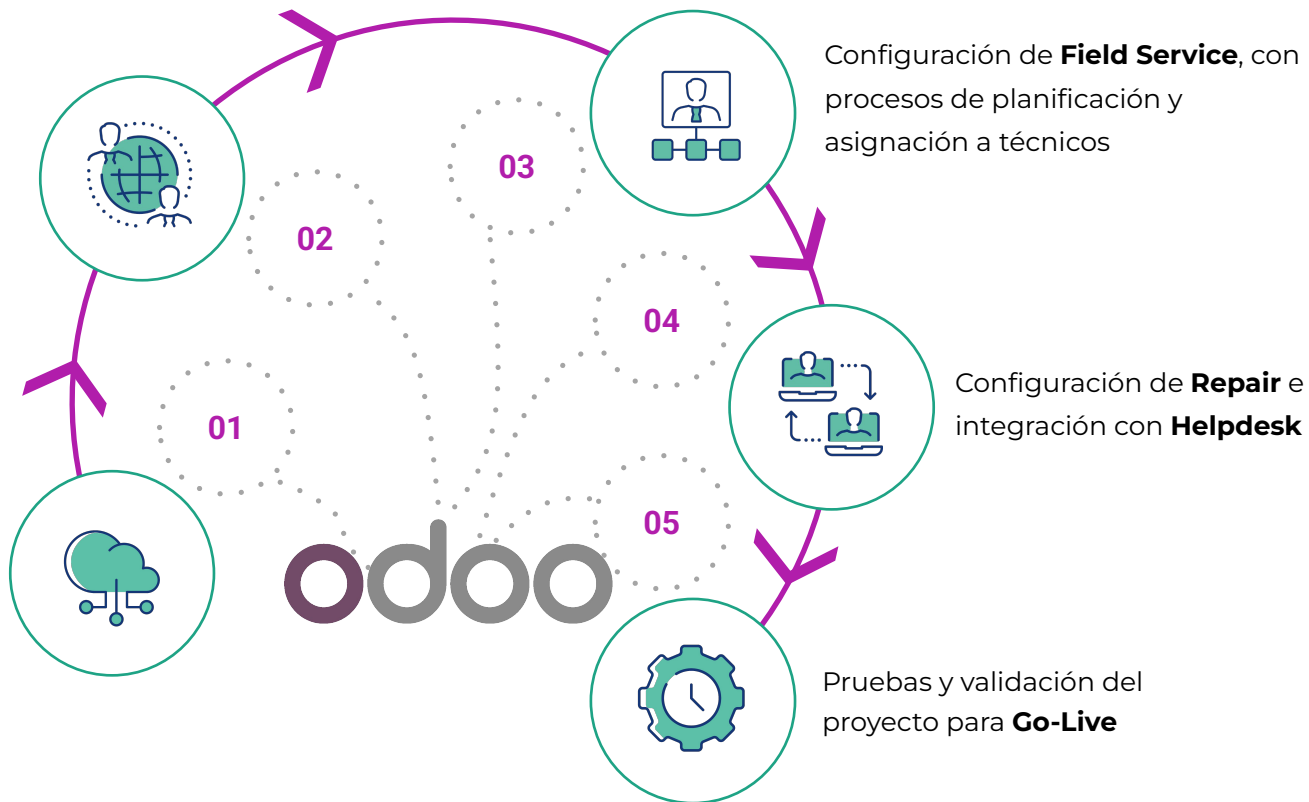 Configuración de Field Service, con
procesos de planificación y
asignación a técnicos
03
02
04
Configuración de Repair e
integración con Helpdesk
01
05
odoo
Pruebas y validación del
proyecto para Go-Live